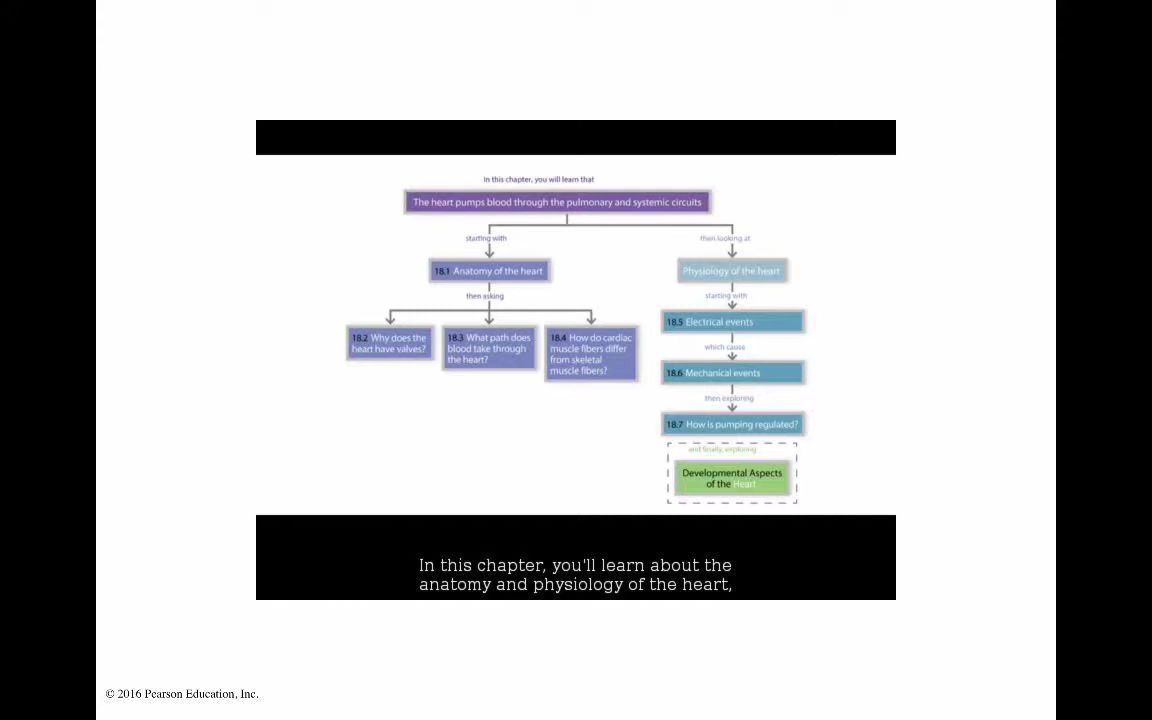 In this chapter, you will learn that
The heart pumps blood through the pulmonary and systemic circuits
starting with
then looking at
18.1 Anatomy of the heart
Physiology of the heart
then asking
starting with
18.2 Why does the
heart have valves?
18.3 What path does
blood take through
the heart?
18.4 How do cardiac
muscle fibers differ
from skeletal
muscle fibers?
18.5 Electrical events
which cause
18.6 Mechanical events
then exploring
18.7 How is pumping regulated?
and finally, exploring
Developmental Aspects
of the Heart
In this chapter, you'll learn about the
anatomy and physiology of the heart,
© 2016 Pearson Education, Inc.